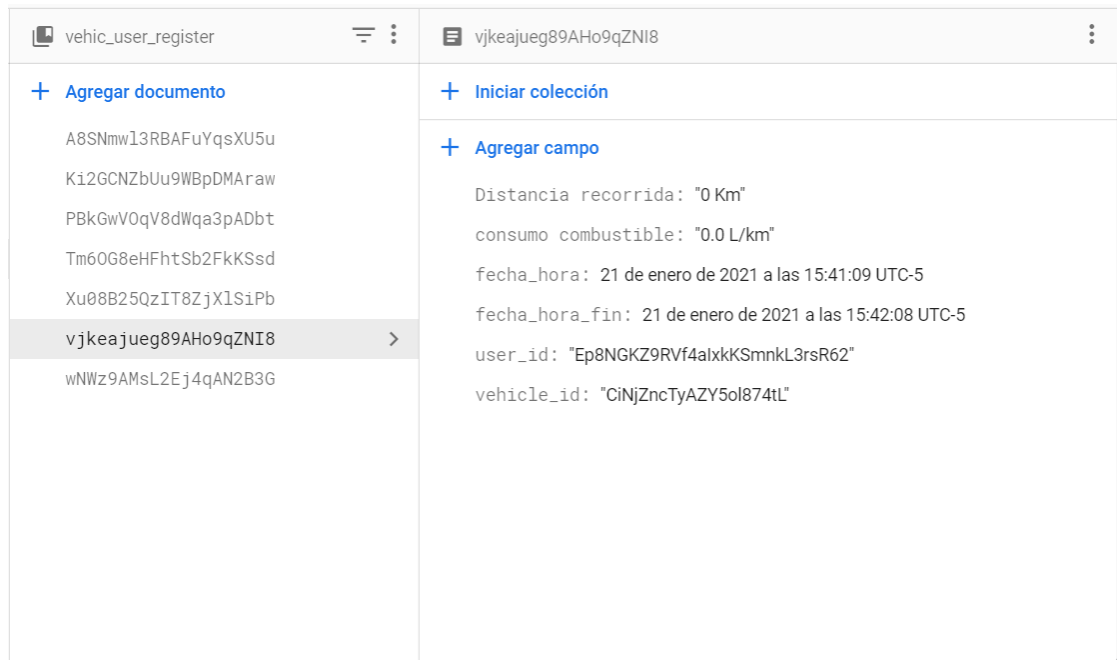 vehic_user_register
Agregar documento
A8SNmwl3RBAFuYqsXU5u
Ki2GCNZbUu9WBpDMAraw
PBkGwVOqV8dWqa3pADbt
Tm6OG8eHFhtSb2FkKSsd
Xu08B25QzIT8ZjXlSiPb
vjkeajueg89AHo9qZNI8
wNWz9AMsL2Ej4qAN2B3G
vjkeajueg89AHo9qZNI8
Iniciar colección
Agregar campo
Distancia recorrida: "0 Km"
consumo combustible: "0.0 L/km"
fecha_hora: 21 de enero de 2021 a las 15:41:09 UTC-5
fecha_hora_fin: 21 de enero de 2021 a las 15:42:08 UTC-5
user_id: "Ep8NGKZ9RVf4aIxkKSmnkL3rsR62"
vehicle_id: "CiNjZncTyAZY5ol874tL"